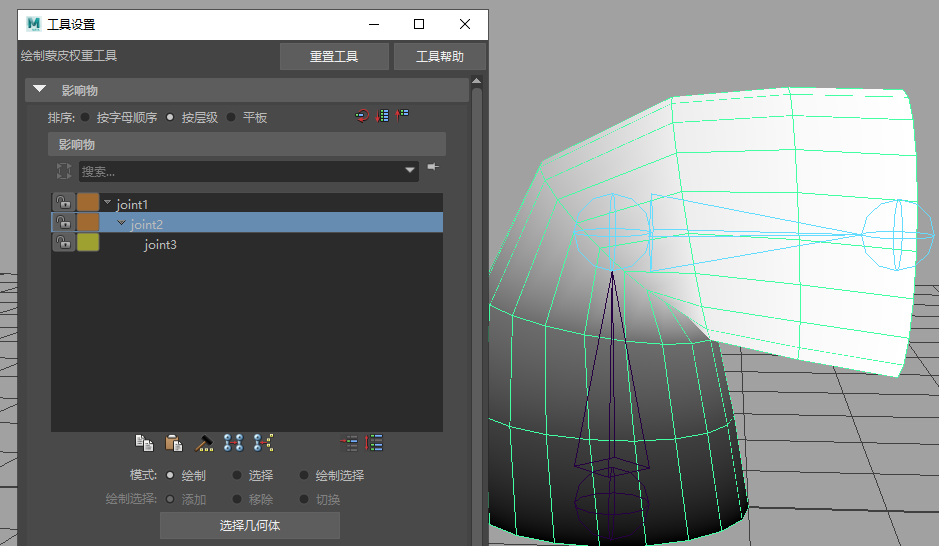 M 工具设置
绘制蒙皮权重工具 重置工具 工具帮助
影响物
排序: 按字母顺序 按层级 平板
影响物
搜索...
joint1
joint2
joint3
模式: 绘制 选择 绘制选择
绘制选择: 添加 移除 切换
选择几何体